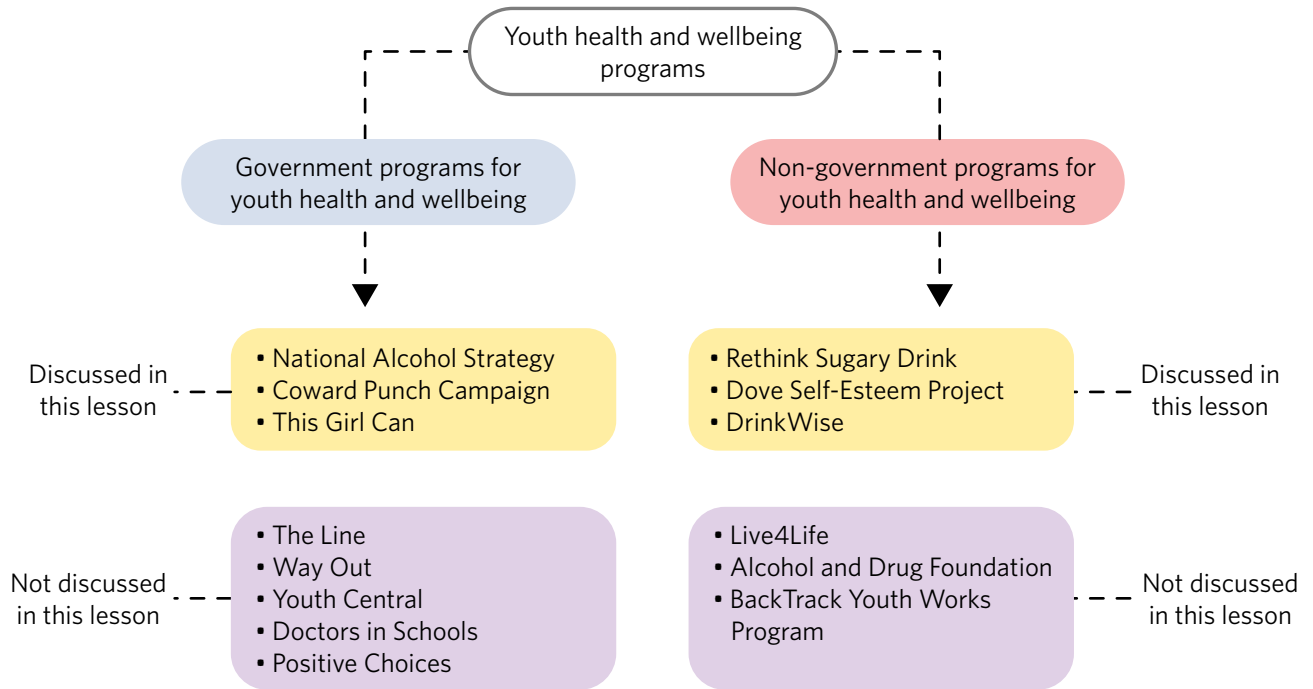 Youth health and wellbeing
programs
Government programs for
youth health and wellbeing
Non-government programs for
youth health and wellbeing
Discussed in
this lesson
• National Alcohol Strategy
• Coward Punch Campaign
• This Girl Can
• Rethink Sugary Drink
• Dove Self-Esteem Project
• DrinkWise
Discussed in
this lesson
Not discussed
in this lesson
• The Line
• Way Out
• Youth Central
• Doctors in Schools
• Positive Choices
• Live4Life
• Alcohol and Drug Foundation
• BackTrack Youth Works
Program
Not discussed
in this lesson